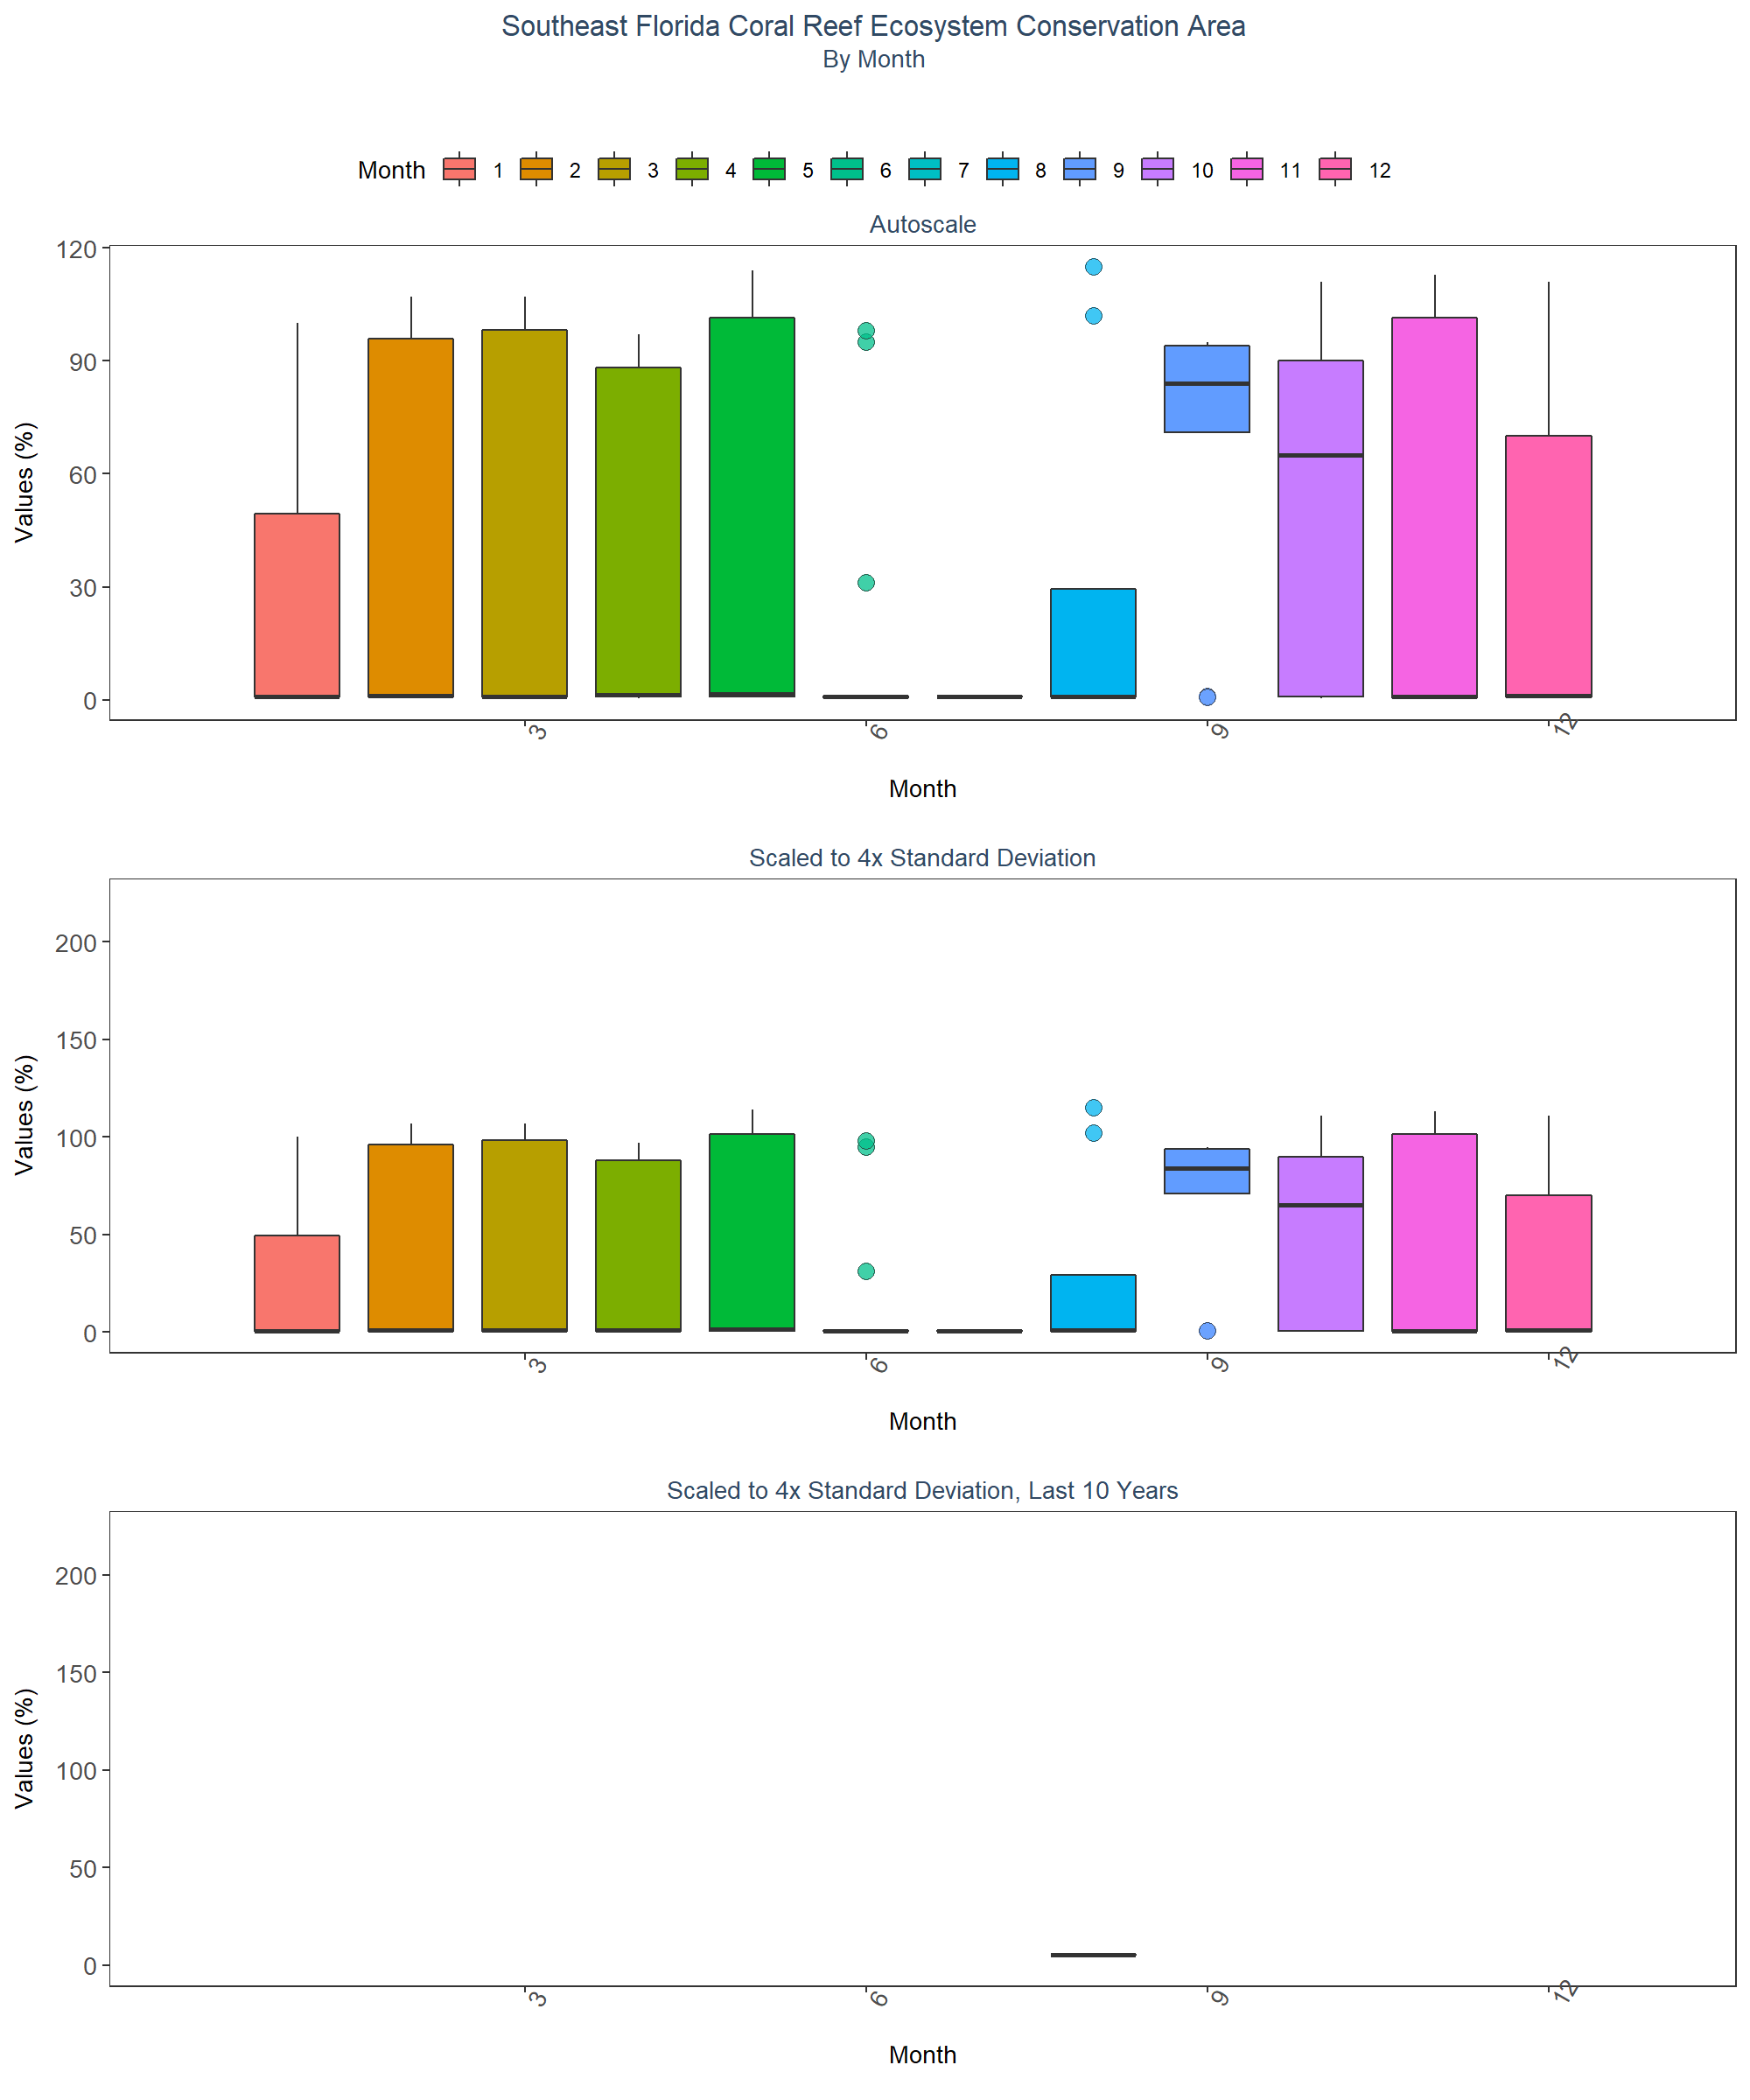 Southeast Florida Coral Reef Ecosystem Conservation Area
By Month
Month 1 2 3 4 5 6 7 8 9 10 11 12
Autoscale
120
90
60
30
0
Values (%)
3 6 9 12
Month
Scaled to 4x Standard Deviation
200
150
100
50
0
Values (%)
3 6 9 12
Month
Scaled to 4x Standard Deviation, Last 10 Years
200
150
100
50
0
Values (%)
3 6 9 12
Month